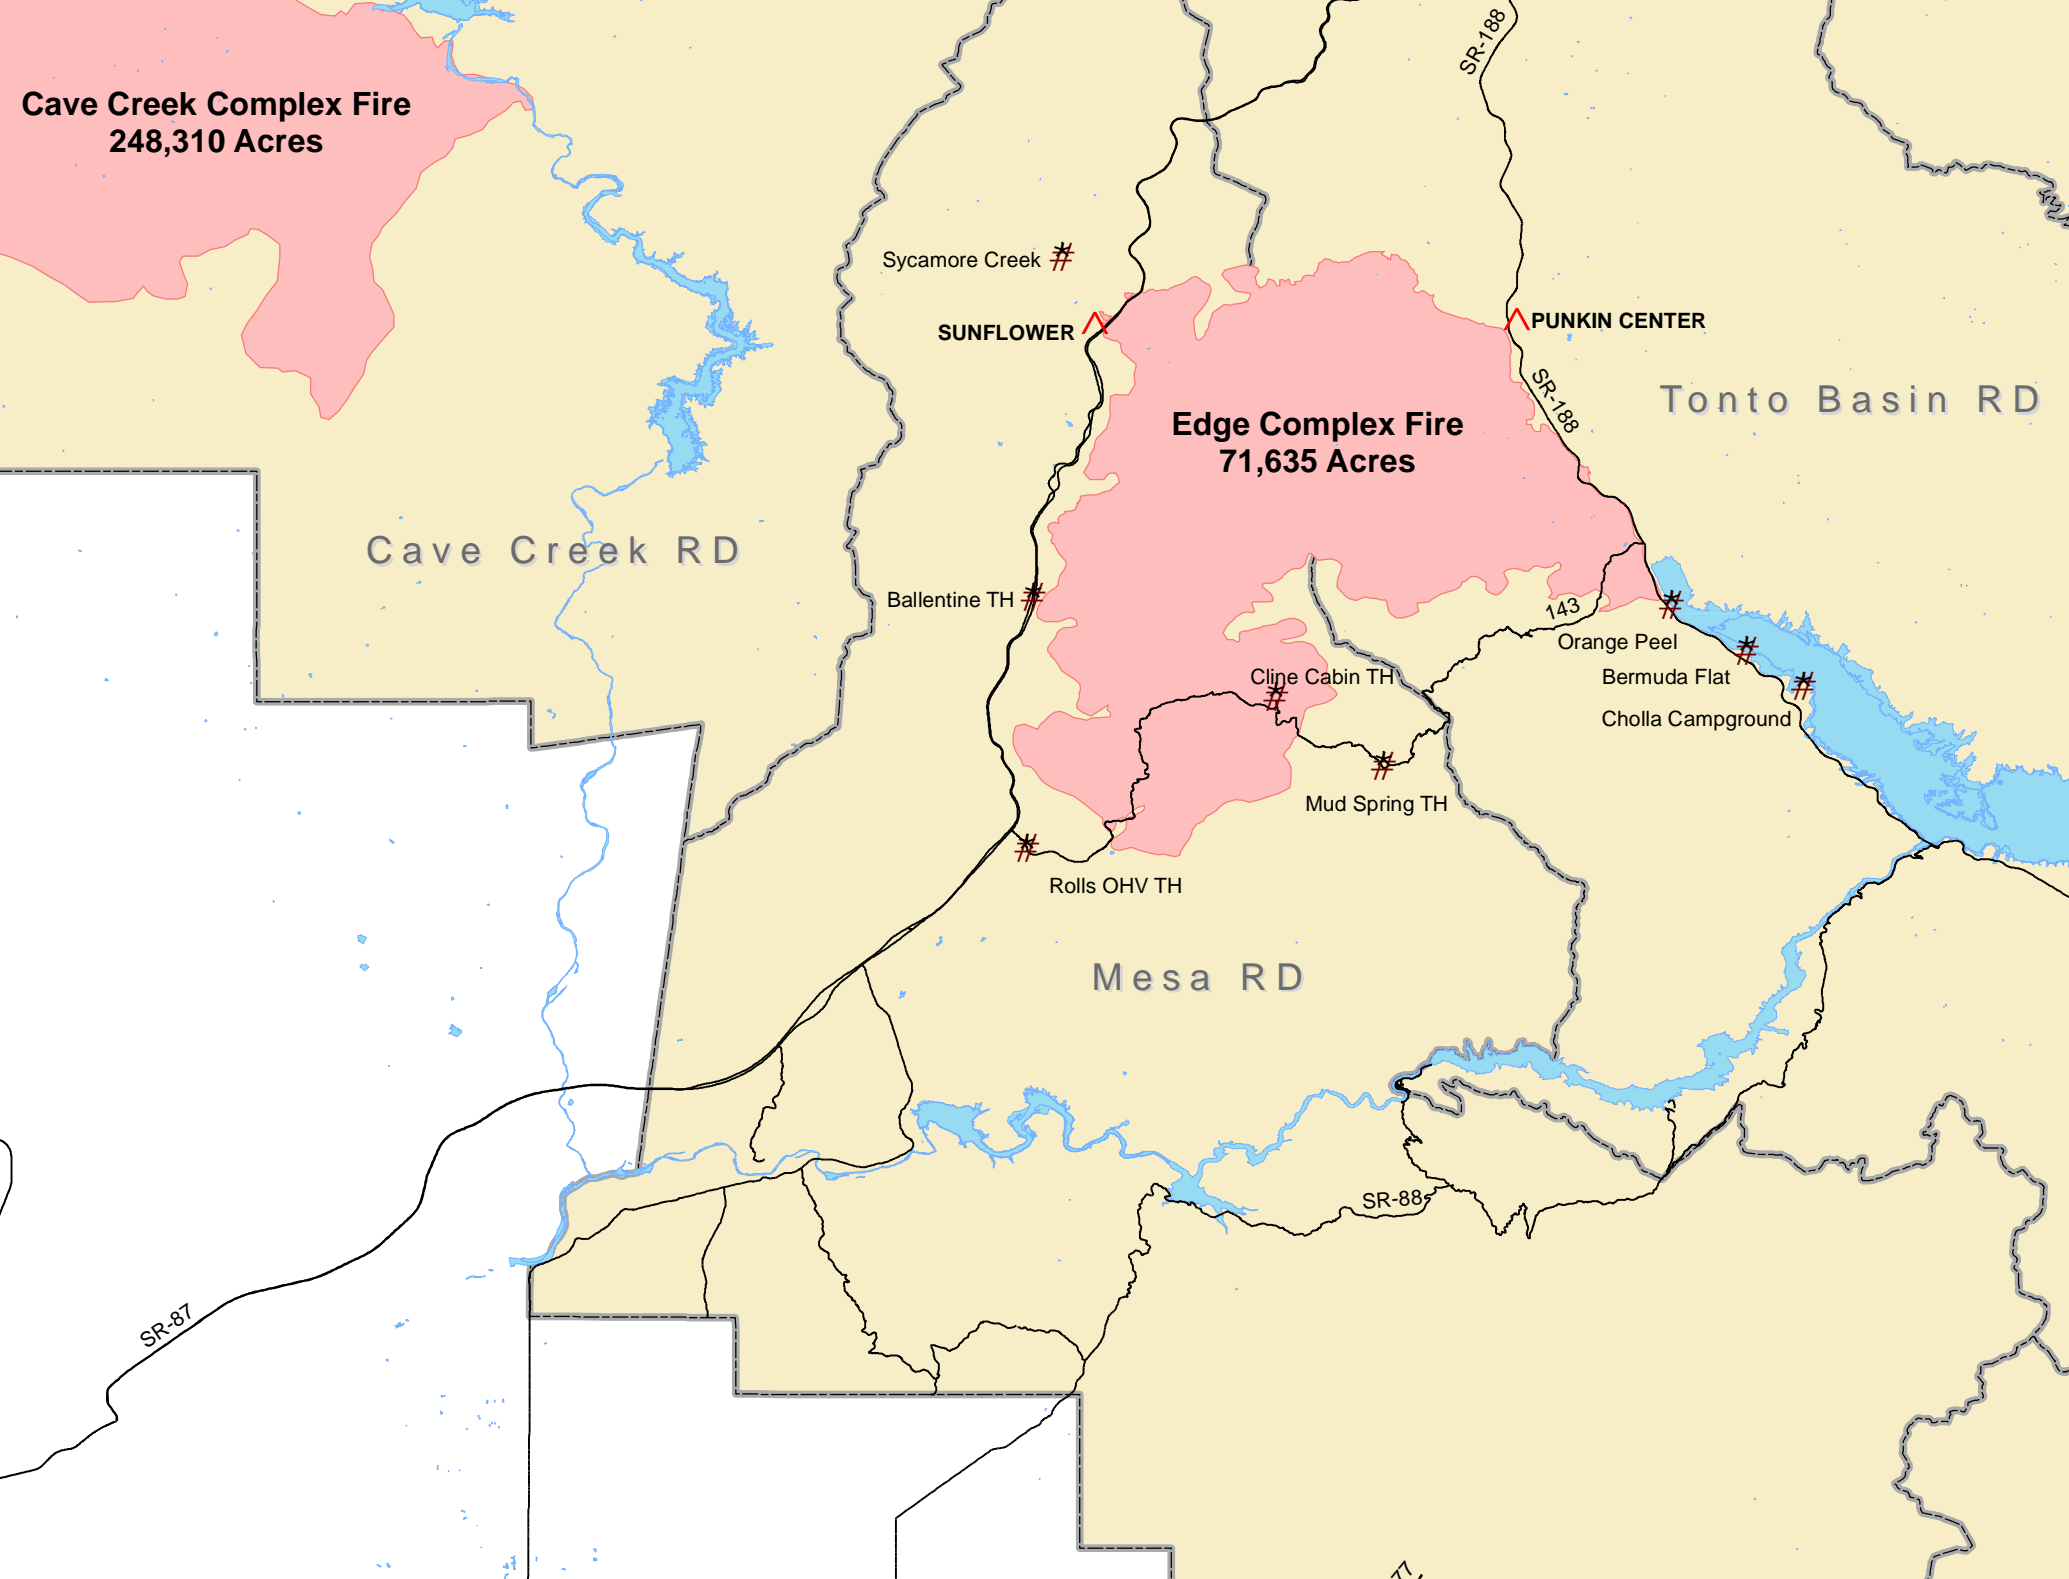 SR-188
Cave Creek Complex Fire
248,310 Acres
Sycamore Creek
SUNFLOWER
PUNKIN CENTER
SR-188
Tonto Basin RD
Edge Complex Fire
71,635 Acres
Cave Creek RD
Ballentine TH
143
Orange Peel
Cline Cabin TH
Bermuda Flat
Cholla Campground
Mud Spring TH
Rolls OHV TH
Mesa RD
SR-88
SR-87